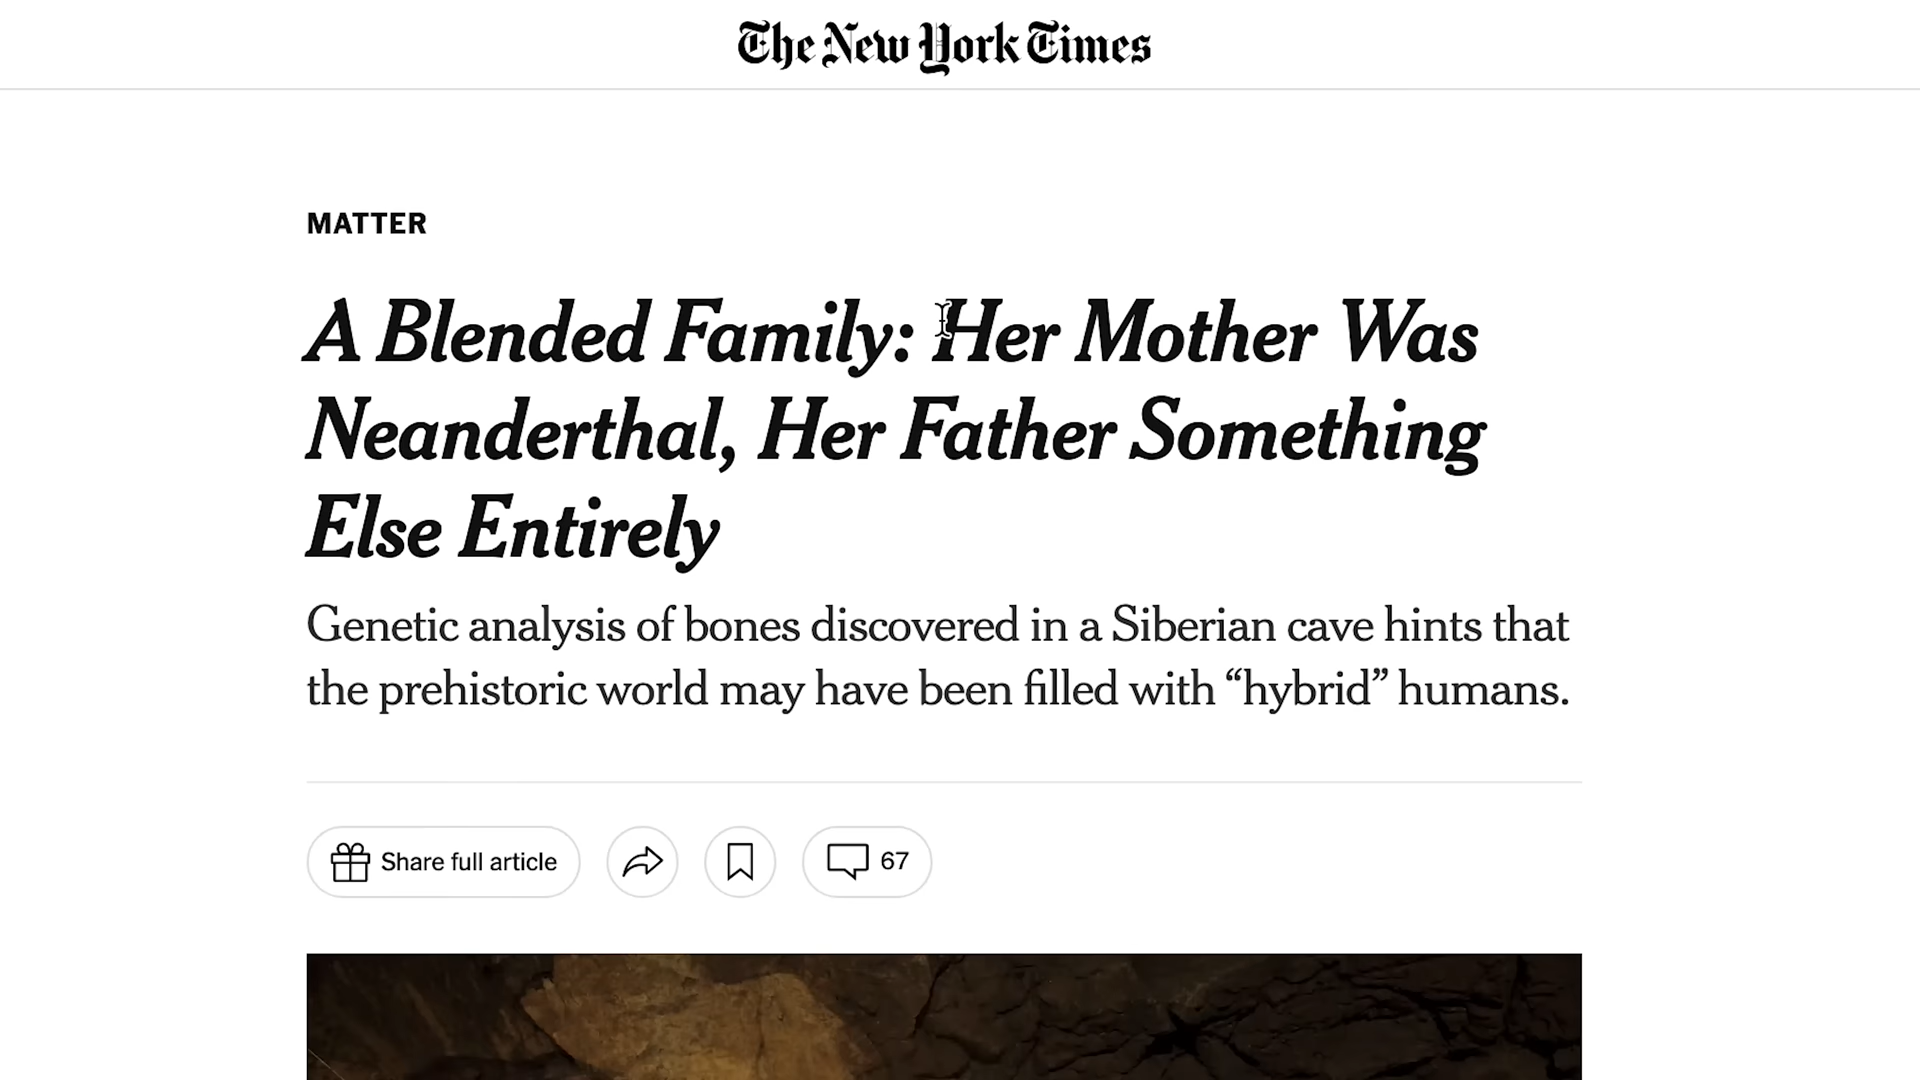 The New York Times
MATTER
A Blended Family: Her Mother Was
Neanderthal, Her Father Something
Else Entirely
Genetic analysis of bones discovered in a Siberian cave hints that
the prehistoric world may have been filled with “hybrid” humans.
Share full article
67